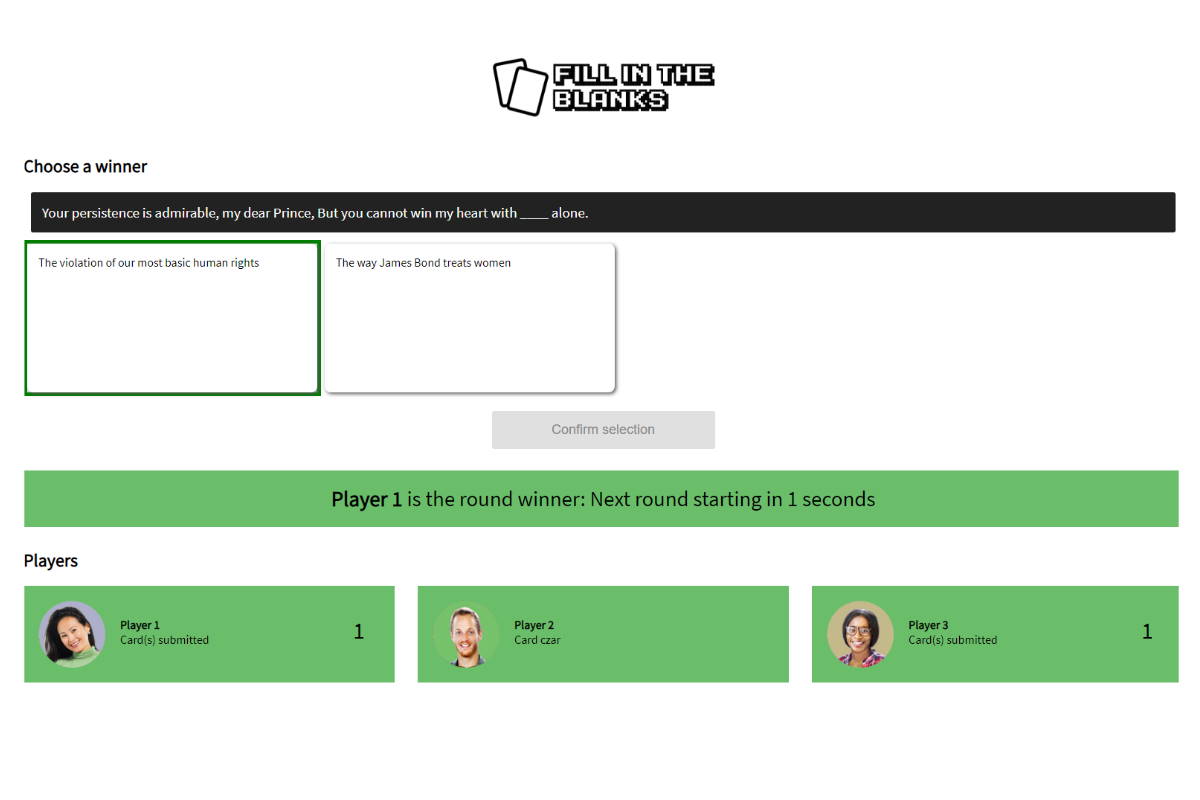 FILL IN THE
BLANKS
Choose a winner
Your persistence is admirable, my dear Prince, But you cannot win my heart with ____ alone.
The violation of our most basic human rights
The way James Bond treats women
Confirm selection
Player 1 is the round winner: Next round starting in 1 seconds
Players
Player 1
Card(s) submitted
1
Player 2
Card czar
Player 3
Card(s) submitted
1